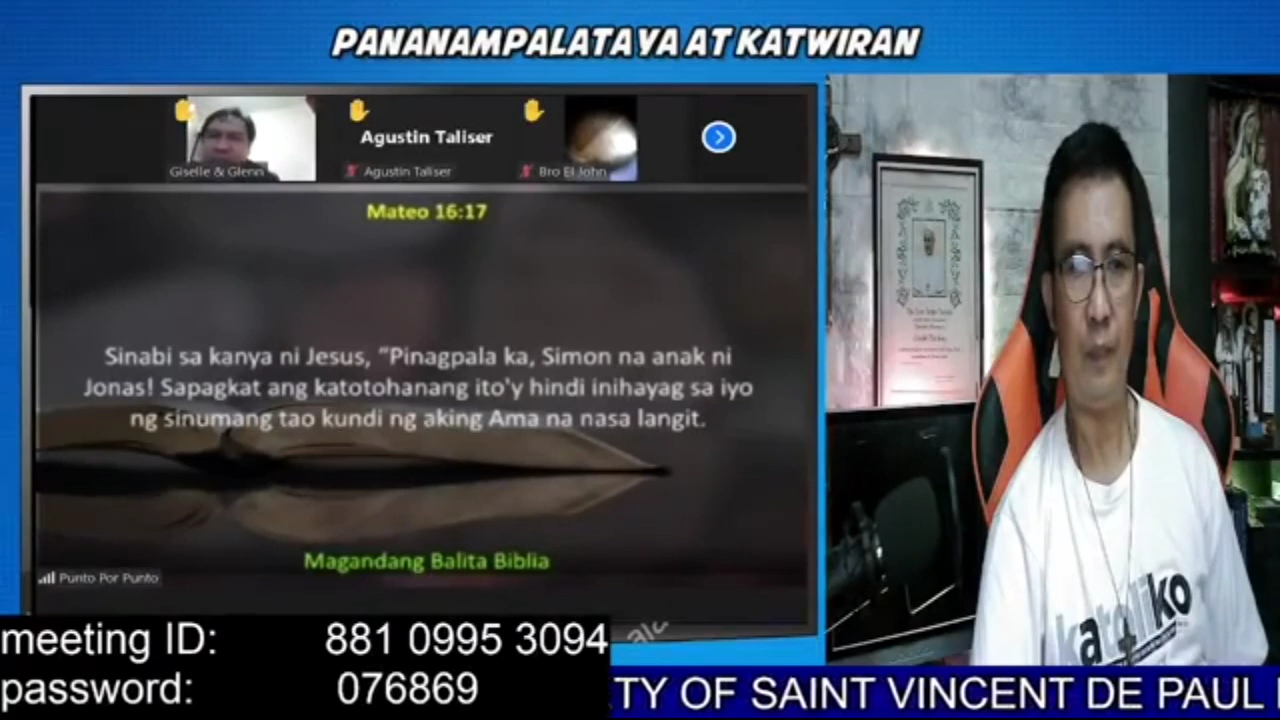 PANANAMPALATAYA AT KATWIRAN
Agustin Taliser
Giselle & Glenn
Agustin Taliser
Bro El John
Mateo 16:17
Sinabi sa kanya ni Jesus, “Pinagpala ka, Simon na anak ni
Jonas! Sapagkat ang katotohanang ito'y hindi inihayag sa iyo
ng sinumang tao kundi ng aking Ama na nasa langit.
Magandang Balita Biblia
Punto Por Punto
meeting ID: 881 0995 3094
password: 076869
TY OF SAINT VINCENT DE PAUL
katoliko